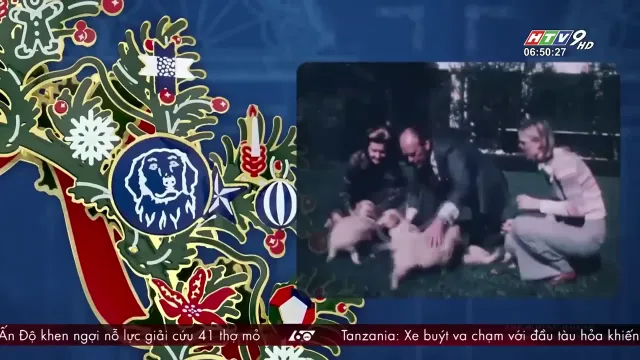 HTV9 HD
06:50:27
Ấn Độ khen ngợi nỗ lực giải cứu 41 thợ mỏ
60
Tanzania: Xe buýt va chạm với đầu tàu hỏa khiến